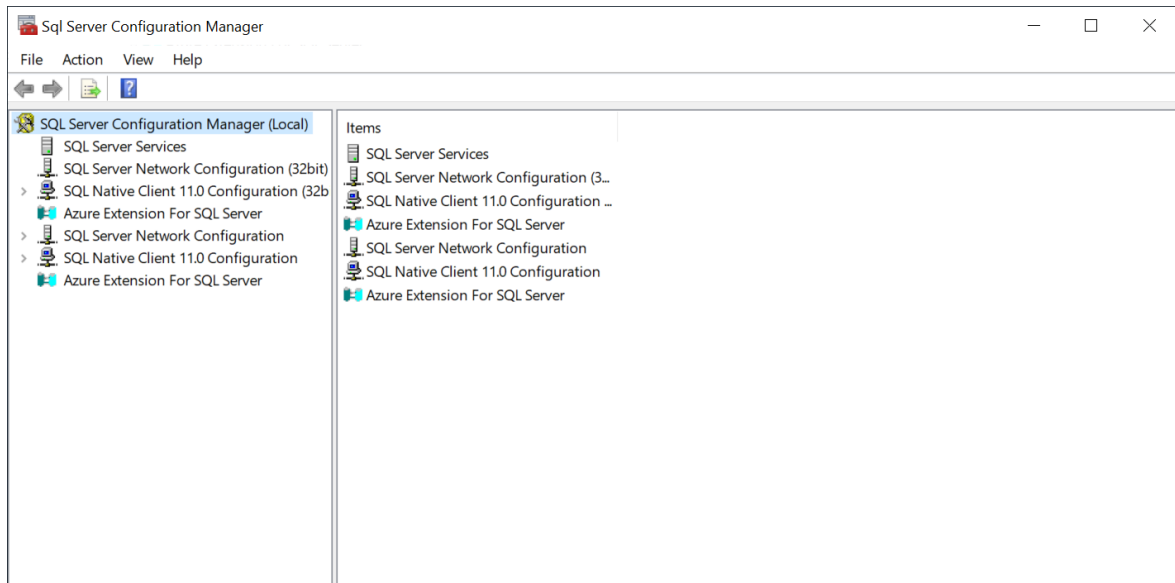 Sql Server Configuration Manager
File Action View Help
SQL Server Configuration Manager (Local)
SQL Server Services
SQL Server Network Configuration (32bit)
SQL Native Client 11.0 Configuration (32b
Azure Extension For SQL Server
SQL Server Network Configuration
SQL Native Client 11.0 Configuration
Azure Extension For SQL Server
Items
SQL Server Services
SQL Server Network Configuration (3...
SQL Native Client 11.0 Configuration ...
Azure Extension For SQL Server
SQL Server Network Configuration
SQL Native Client 11.0 Configuration
Azure Extension For SQL Server